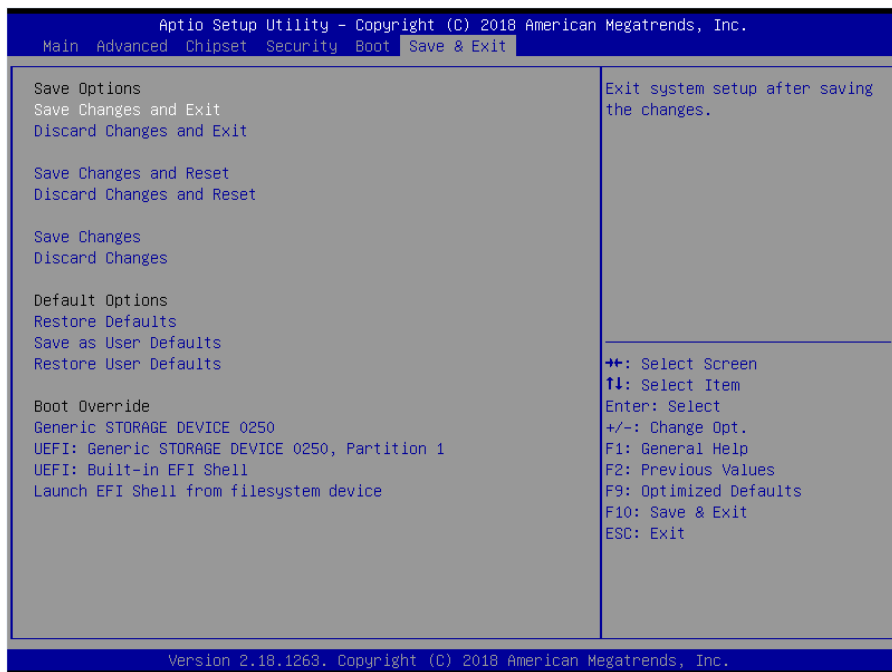 Aptio Setup Utility – Copyright (C) 2018 American Megatrends, Inc.
Main Advanced Chipset Security Boot Save & Exit
Save Options
Save Changes and Exit
Discard Changes and Exit
Save Changes and Reset
Discard Changes and Reset
Save Changes
Discard Changes
Default Options
Restore Defaults
Save as User Defaults
Restore User Defaults
Boot Override
Generic STORAGE DEVICE 0250
UEFI: Generic STORAGE DEVICE 0250, Partition 1
UEFI: Built-in EFI Shell
Launch EFI Shell from filesystem device
Exit system setup after saving
the changes.
→←: Select Screen
↑↓: Select Item
Enter: Select
+/-: Change Opt.
F1: General Help
F2: Previous Values
F9: Optimized Defaults
F10: Save & Exit
ESC: Exit
Version 2.18.1263. Copyright (C) 2018 American Megatrends, Inc.